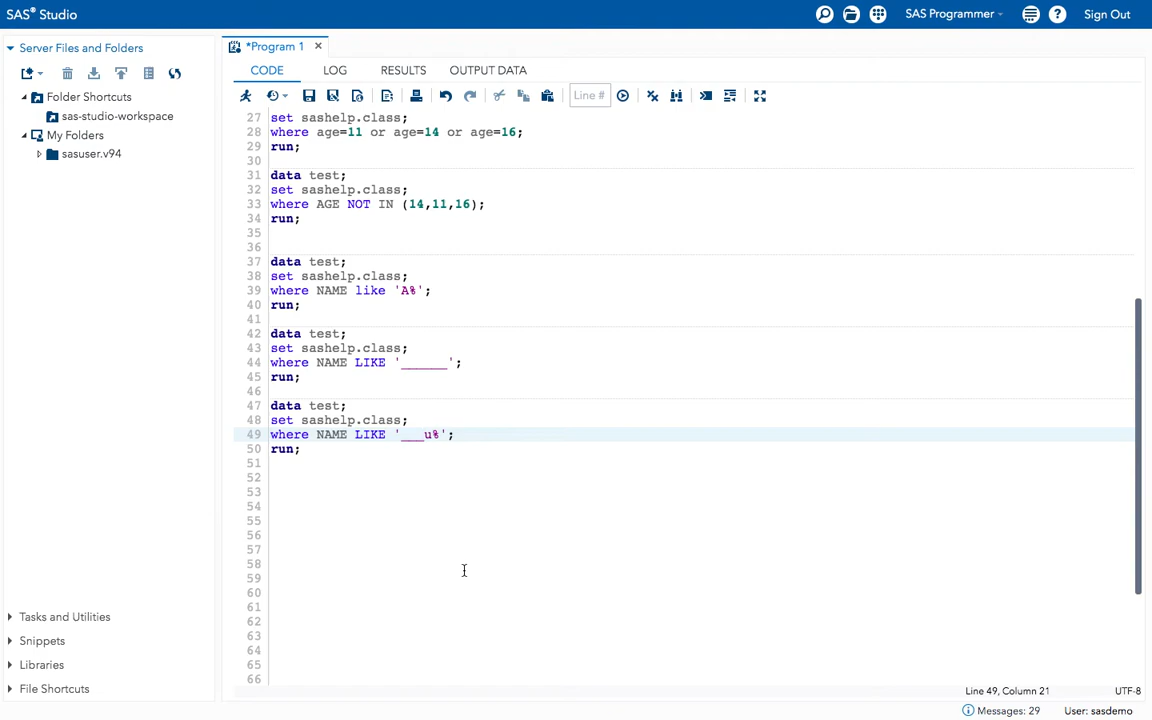 SAS® Studio
SAS Programmer
Sign Out
Server Files and Folders
Folder Shortcuts
sas-studio-workspace
My Folders
sasuser.v94
Tasks and Utilities
Snippets
Libraries
File Shortcuts
*Program 1
CODE LOG RESULTS OUTPUT DATA
Line #
27 set sashelp.class;
28 where age=11 or age=14 or age=16;
29 run;
30
31 data test;
32 set sashelp.class;
33 where AGE NOT IN (14,11,16);
34 run;
35
36
37 data test;
38 set sashelp.class;
39 where NAME like 'A%';
40 run;
41
42 data test;
43 set sashelp.class;
44 where NAME LIKE '______';
45 run;
46
47 data test;
48 set sashelp.class;
49 where NAME LIKE '___u%';
50 run;
51
52
53
54
55
56
57
58
59
60
61
62
63
64
65
66
Line 49, Column 21 UTF-8
Messages: 29 User: sasdemo